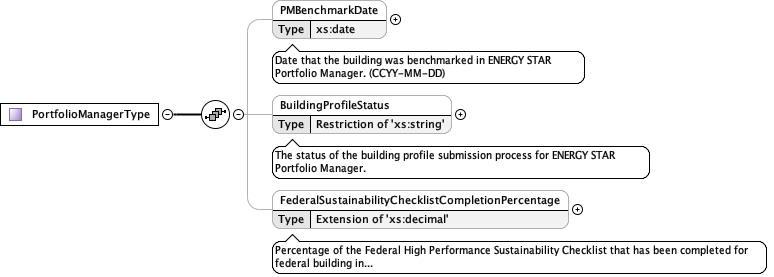 PMBenchmarkDate
Type xs:date
Date that the building was benchmarked in ENERGY STAR
Portfolio Manager. (CCYY-MM-DD)
PortfolioManagerType
BuildingProfileStatus
Type Restriction of 'xs:string'
The status of the building profile submission process for ENERGY STAR
Portfolio Manager.
FederalSustainabilityChecklistCompletionPercentage
Type Extension of 'xs:decimal'
Percentage of the Federal High Performance Sustainability Checklist that has been completed for
federal building in...